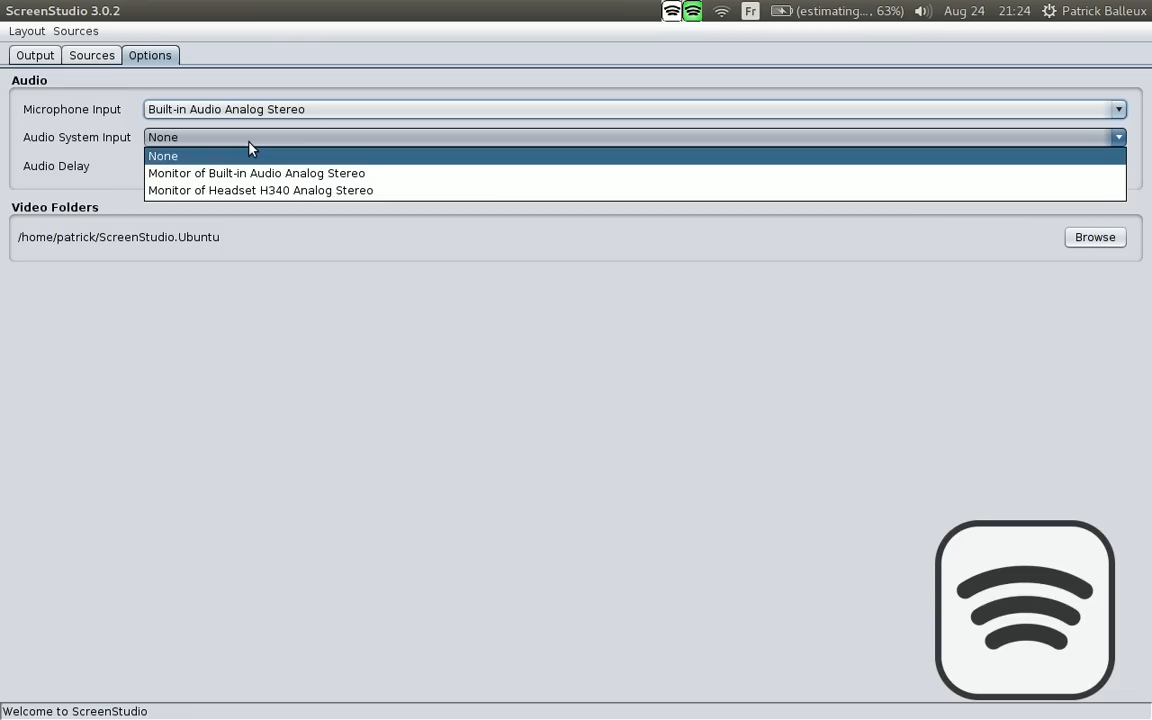 ScreenStudio 3.0.2 Fr (estimating..., 63%) Aug 24 21:24 Patrick Balleux
Layout Sources
Output Sources Options
Audio
Microphone Input Built-in Audio Analog Stereo
Audio System Input None
None
Audio Delay
Monitor of Built-in Audio Analog Stereo
Monitor of Headset H340 Analog Stereo
Video Folders
/home/patrick/ScreenStudio.Ubuntu Browse
Welcome to ScreenStudio